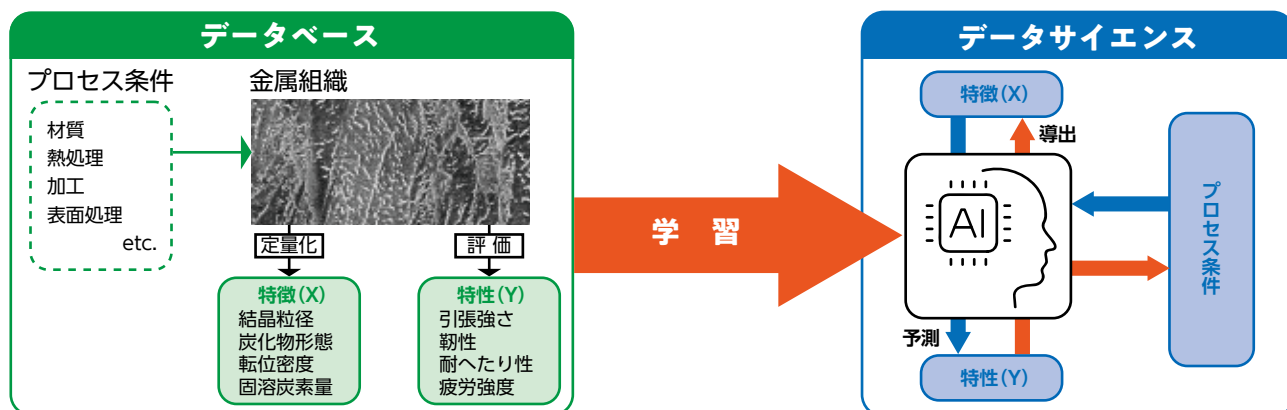 データベース
プロセス条件
材質
熱処理
加工
表面処理
etc.
金属組織
定量化
評 価
特徴(X)
結晶粒径
炭化物形態
転位密度
固溶炭素量
特性(Y)
引張強さ
靭性
耐へたり性
疲労強度
学 習
データサイエンス
特徴(X)
導出
AI
プロセス条件
予測
特性(Y)